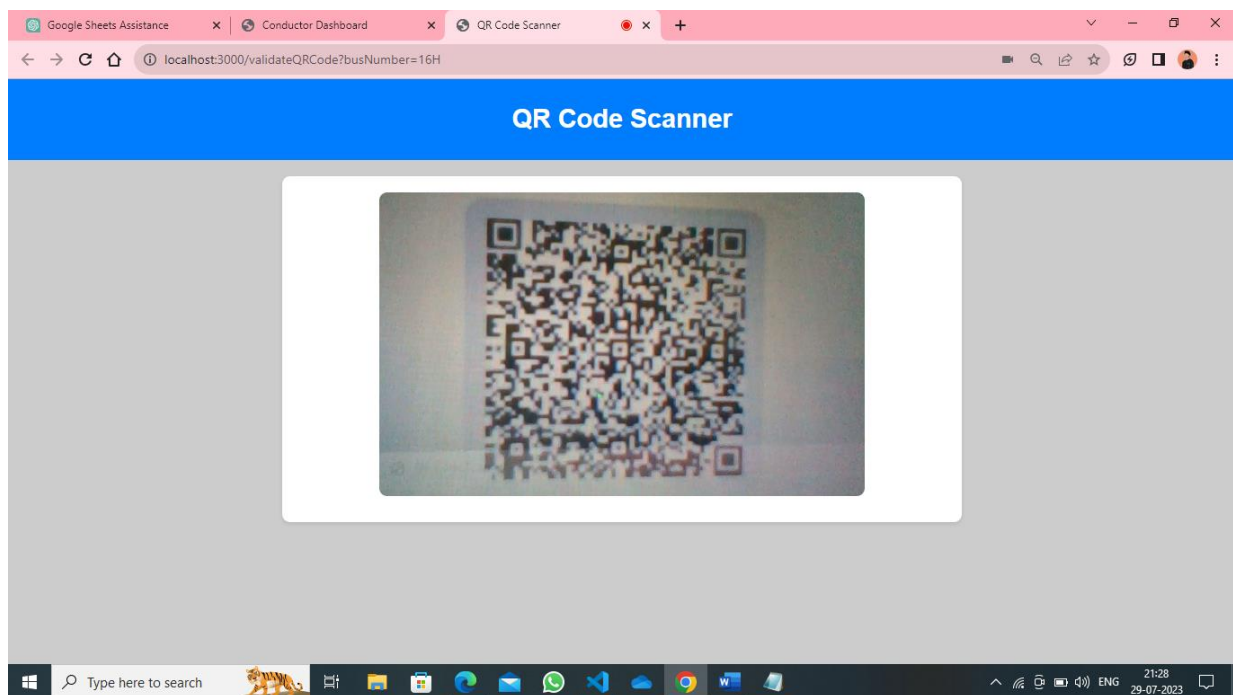 Google Sheets Assistance
Conductor Dashboard
QR Code Scanner
localhost:3000/validateQRCode?busNumber=16H
QR Code Scanner
Type here to search
ENG
21:28
29-07-2023